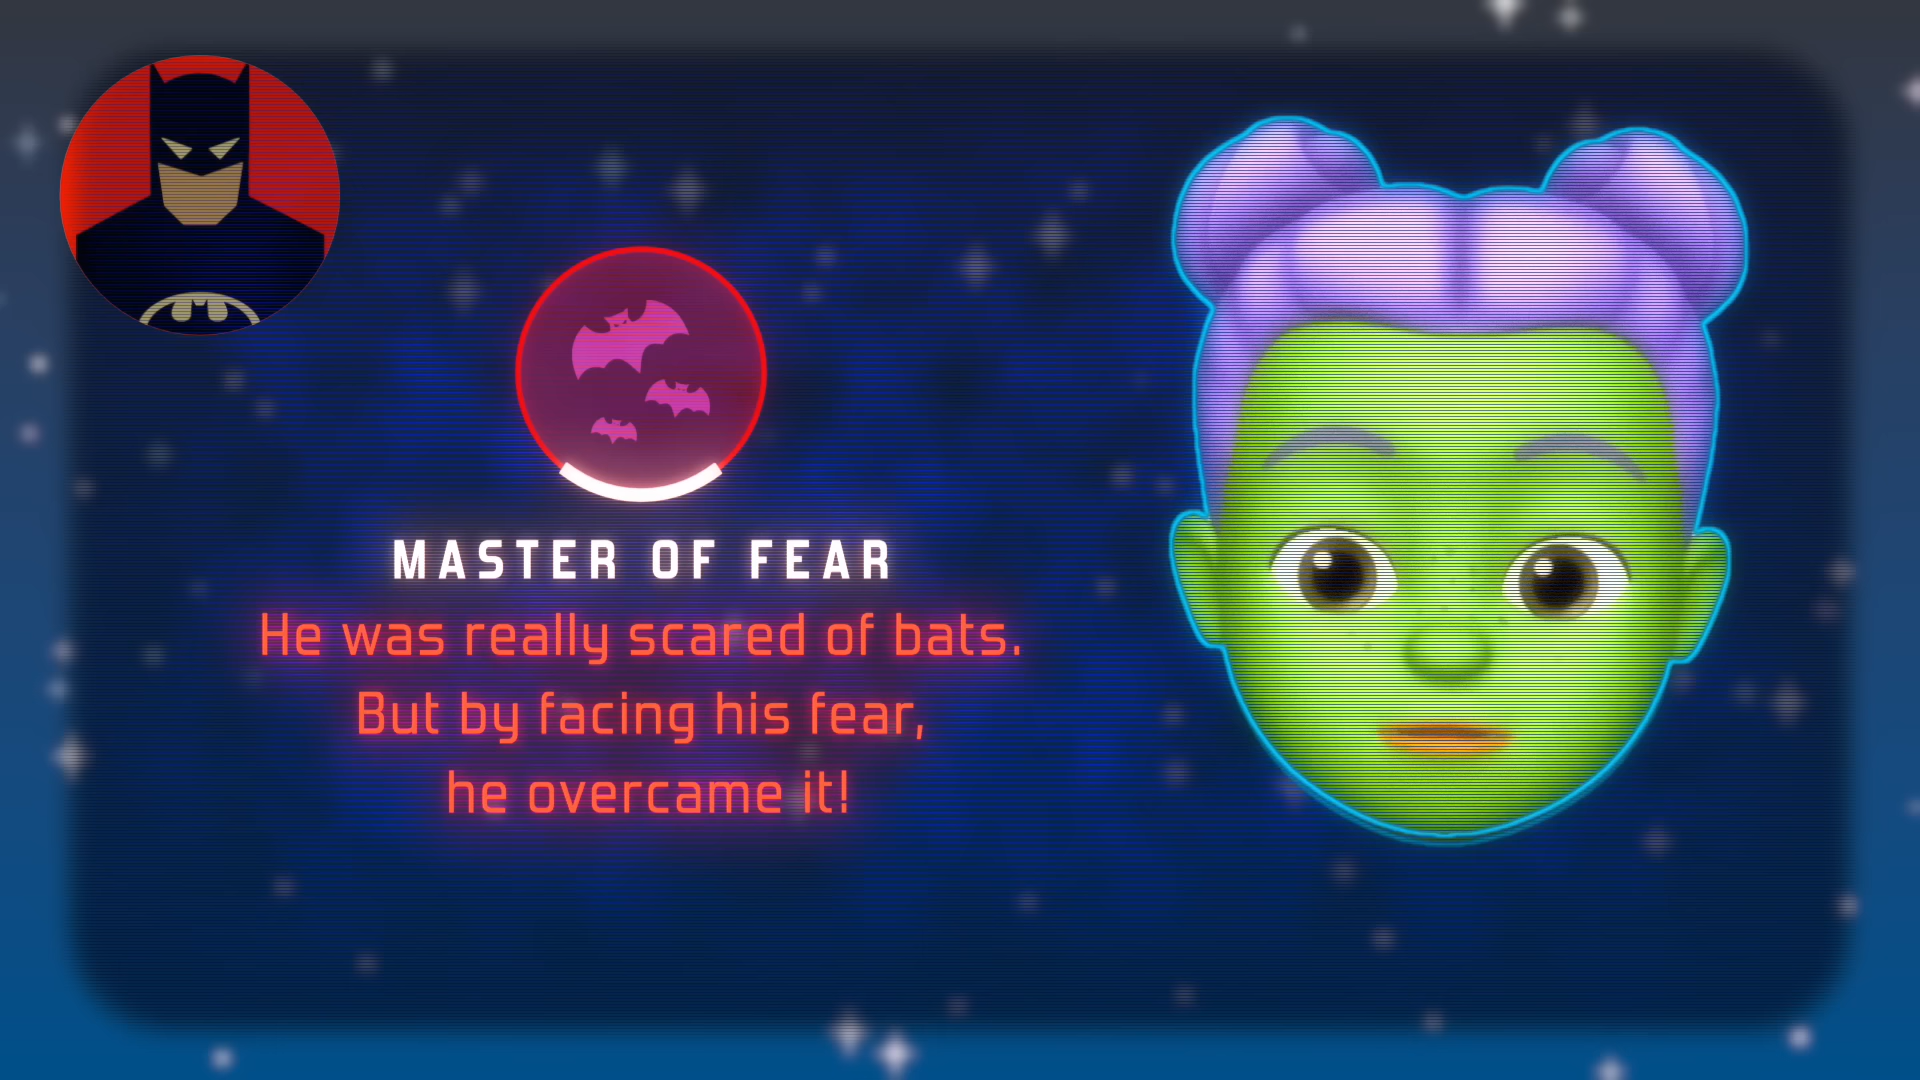 MASTER OF FEAR
He was really scared of bats.
But by facing his fear,
he overcame it!